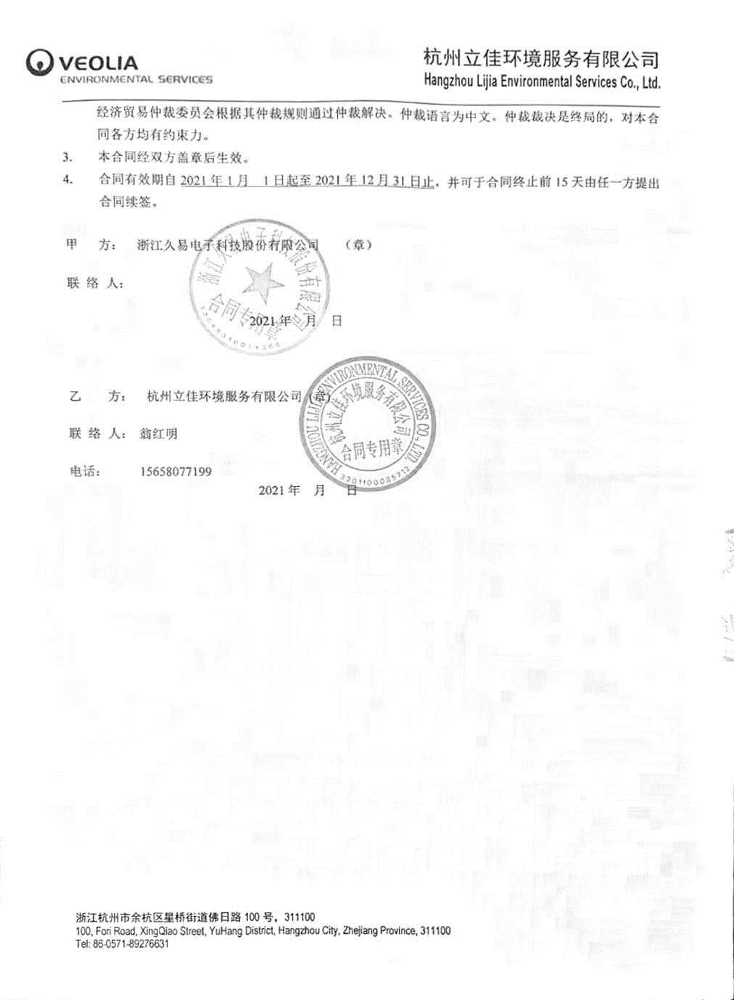 VEOLIA
ENVIRONMENTAL SERVICES
杭州立佳环境服务有限公司
Hangzhou Lijia Environmental Services Co., Ltd.
经济贸易仲裁委员会根据其仲裁规则通过仲裁解决。仲裁语言为中文。仲裁裁决是终局的，对本合
同各方均有约束力。
3. 本合同经双方盖章后生效。
4. 合同有效期自 2021 年 1 月 1 日起至 2021 年 12 月 31 日止，并可于合同终止前 15 天由任一方提出
合同续签。
甲 方： 浙江久易电子科技股份有限公司 （章）
浙江久易电子科技股份有限公司
合同专用章
联 络 人：
2021 年 月 日
乙 方： 杭州立佳环境服务有限公司 (章)
HANGZHOU LIJIA ENVIRONMENTAL SERVICES CO., LTD.
杭州立佳环境服务有限公司
合同专用章
3301100085712
联 络 人： 翁红明
电话： 15658077199
2021 年 月 日
浙江杭州市余杭区星桥街道佛日路 100 号，311100
100, Fori Road, XingQiao Street, YuHang District, Hangzhou City, Zhejiang Province, 311100
Tel: 86-0571-89276631